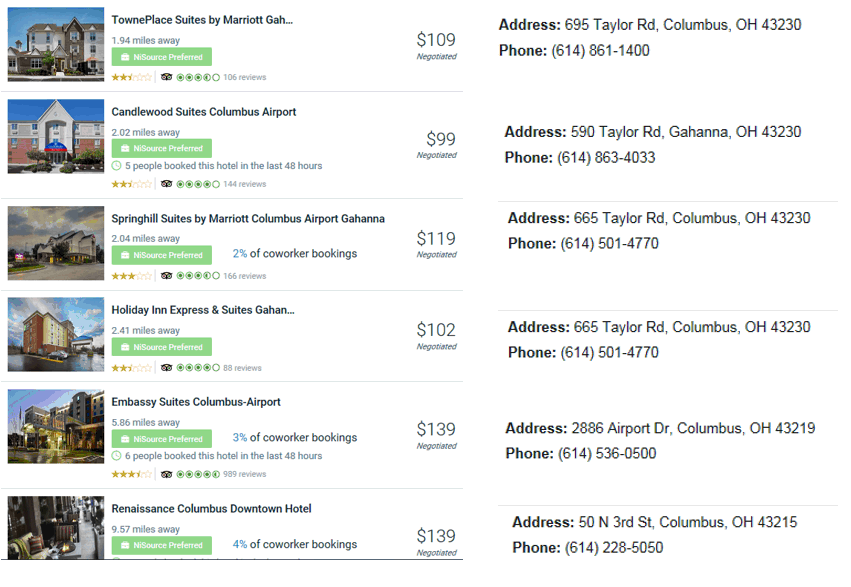 TownePlace Suites by Marriott Gah...
1.94 miles away
NiSource Preferred
106 reviews
$109
Negotiated
Address: 695 Taylor Rd, Columbus, OH 43230
Phone: (614) 861-1400
Candlewood Suites Columbus Airport
2.02 miles away
NiSource Preferred
5 people booked this hotel in the last 48 hours
144 reviews
$99
Negotiated
Address: 590 Taylor Rd, Gahanna, OH 43230
Phone: (614) 863-4033
Springhill Suites by Marriott Columbus Airport Gahanna
2.04 miles away
NiSource Preferred 2% of coworker bookings
166 reviews
$119
Negotiated
Address: 665 Taylor Rd, Columbus, OH 43230
Phone: (614) 501-4770
Holiday Inn Express & Suites Gahan...
2.41 miles away
NiSource Preferred
88 reviews
$102
Negotiated
Address: 665 Taylor Rd, Columbus, OH 43230
Phone: (614) 501-4770
Embassy Suites Columbus-Airport
5.86 miles away
NiSource Preferred 3% of coworker bookings
6 people booked this hotel in the last 48 hours
989 reviews
$139
Negotiated
Address: 2886 Airport Dr, Columbus, OH 43219
Phone: (614) 536-0500
Renaissance Columbus Downtown Hotel
9.57 miles away
NiSource Preferred 4% of coworker bookings
$139
Negotiated
Address: 50 N 3rd St, Columbus, OH 43215
Phone: (614) 228-5050